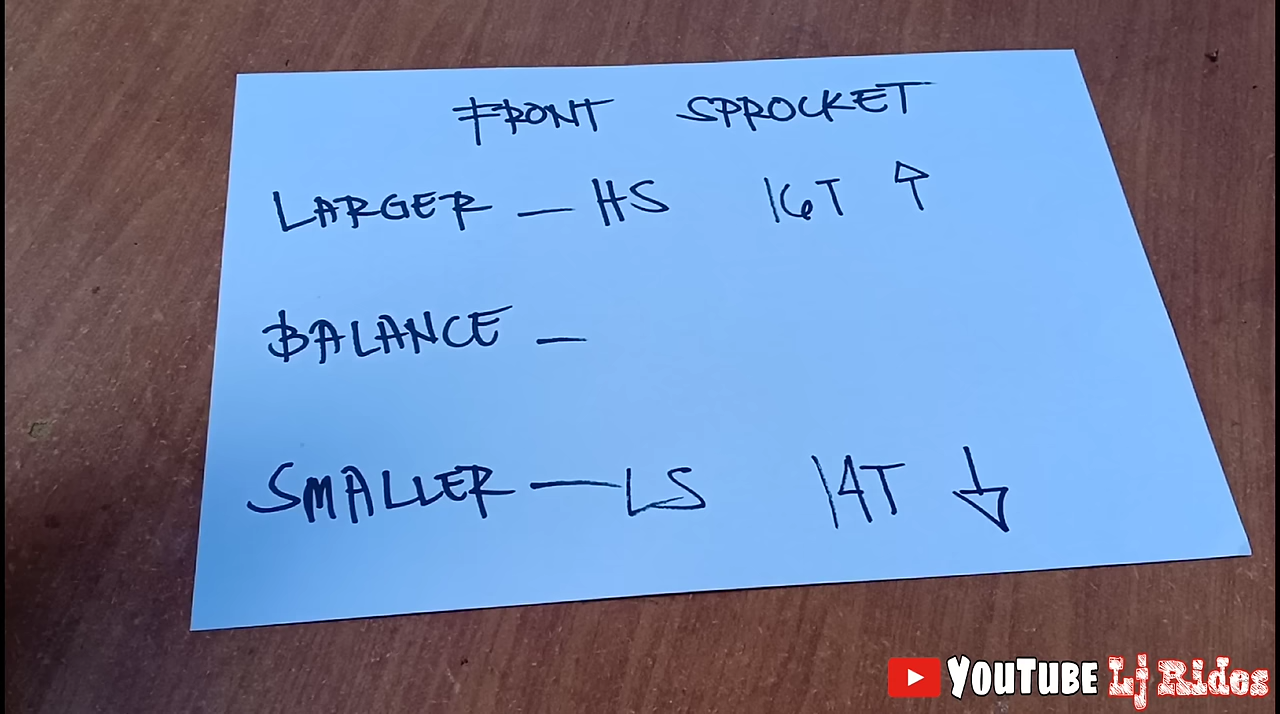 FRONT SPROCKET
LARGER — HS 16T ↑
BALANCE —
SMALLER — LS 14T ↓
YOUTUBE Lj Rides